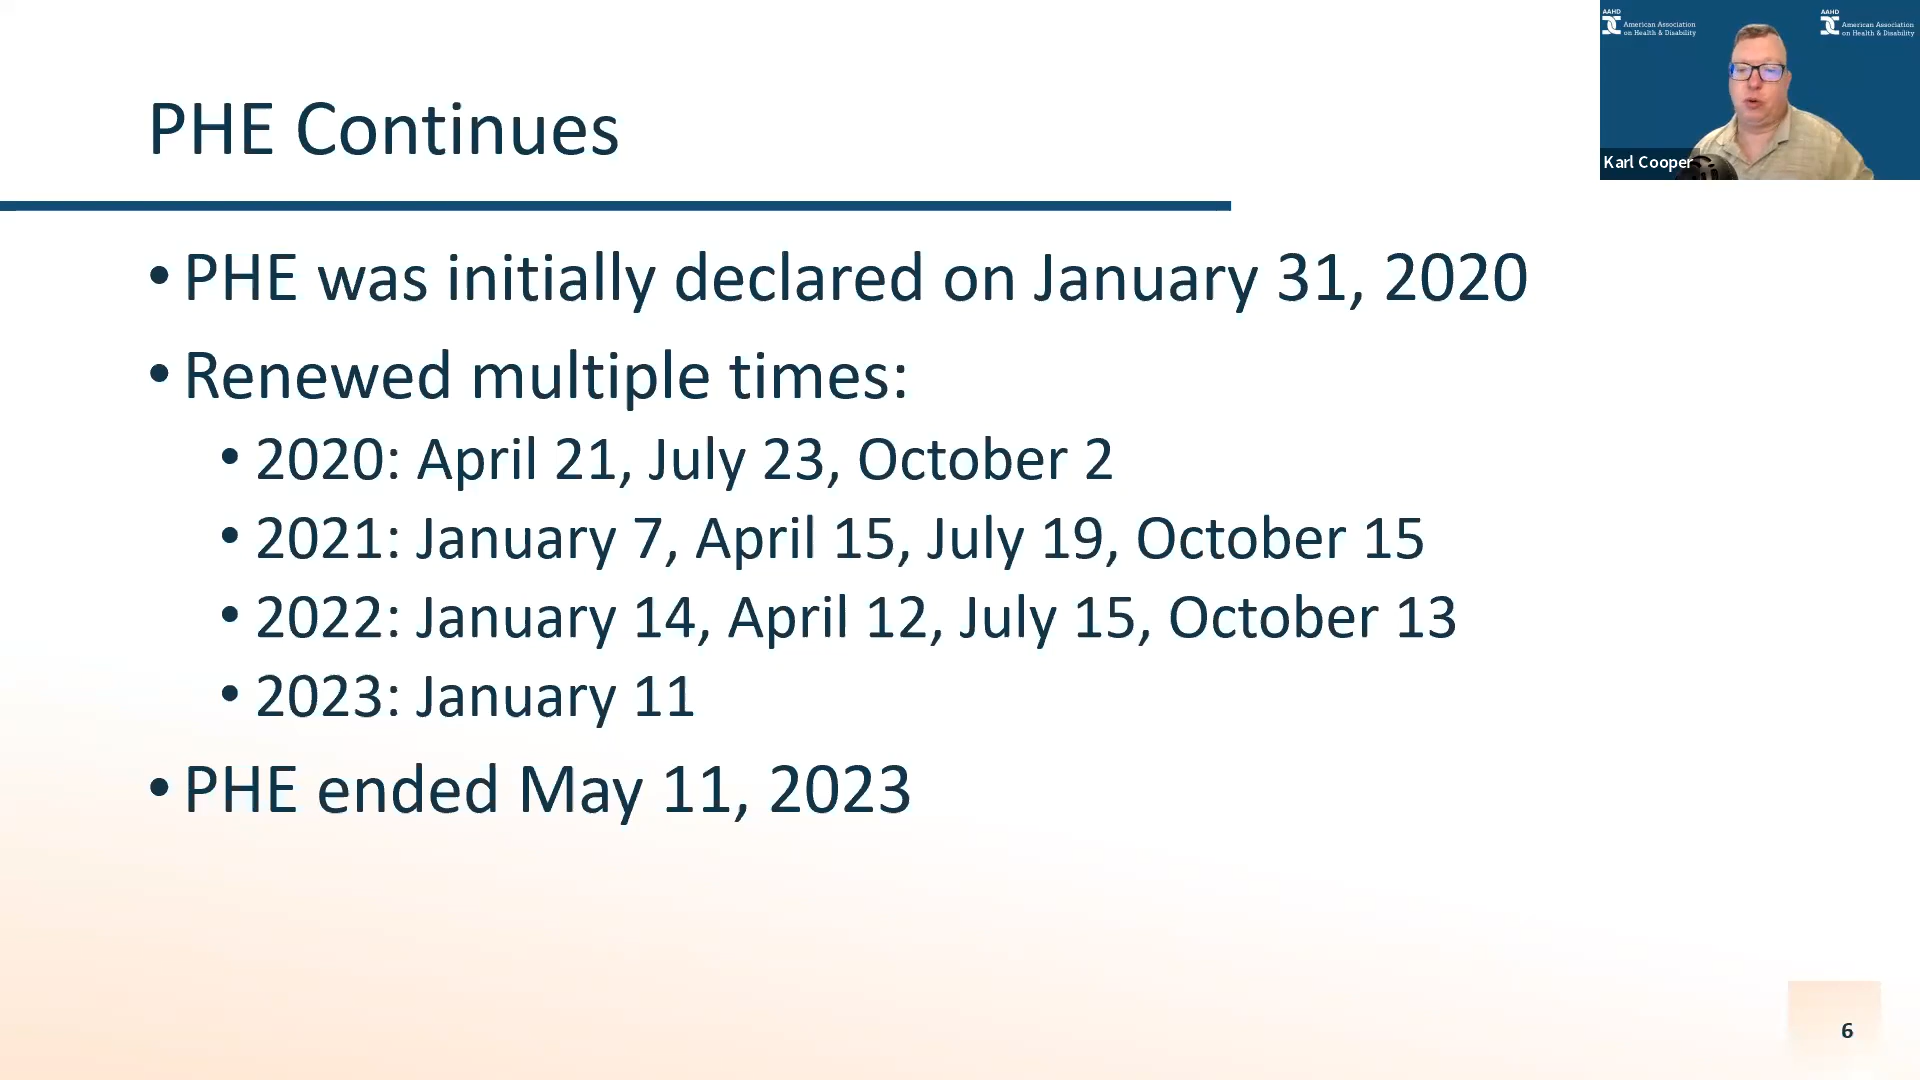 AAHD
American Association
on Health & Disability
AAHD
American Association
on Health & Disability
Karl Cooper
PHE Continues
• PHE was initially declared on January 31, 2020
• Renewed multiple times:
• 2020: April 21, July 23, October 2
• 2021: January 7, April 15, July 19, October 15
• 2022: January 14, April 12, July 15, October 13
• 2023: January 11
• PHE ended May 11, 2023
6